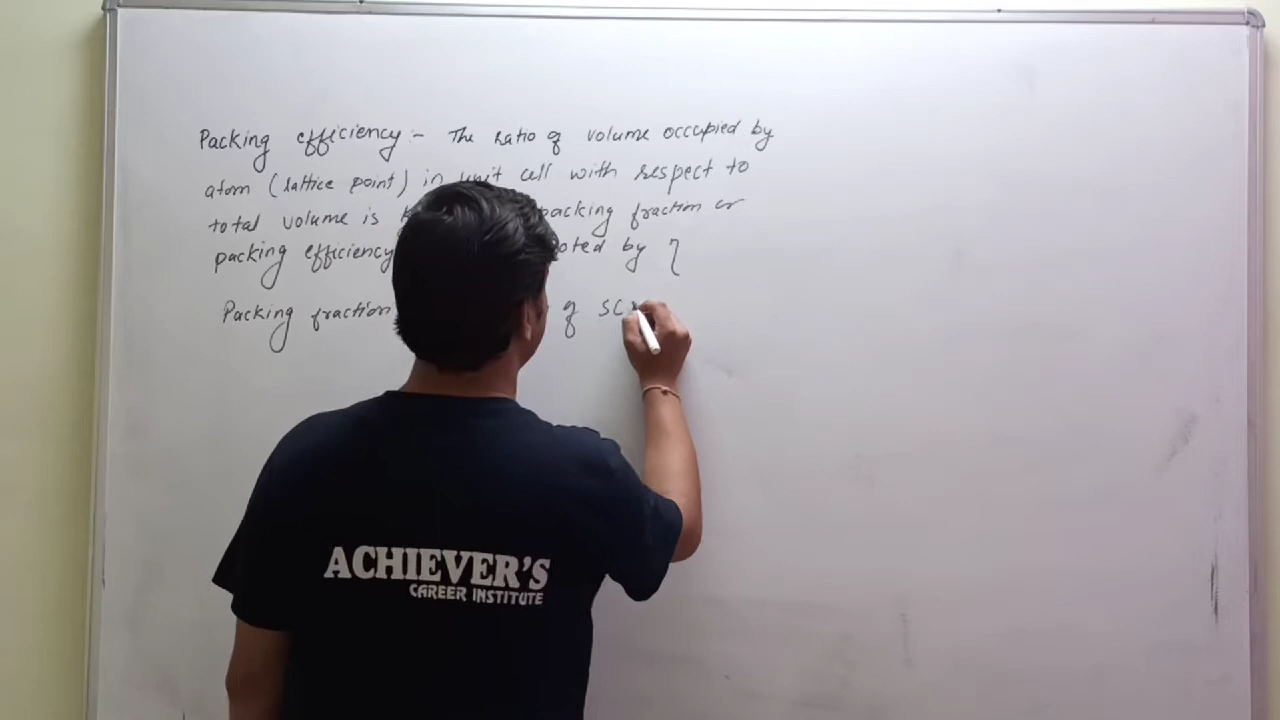 Packing efficiency :- The ratio of volume occupied by
atom (lattice point) in unit cell with respect to
total volume is packing fraction or
packing efficiency by η
Packing fraction of SC
ACHIEVER'S
CAREER INSTITUTE